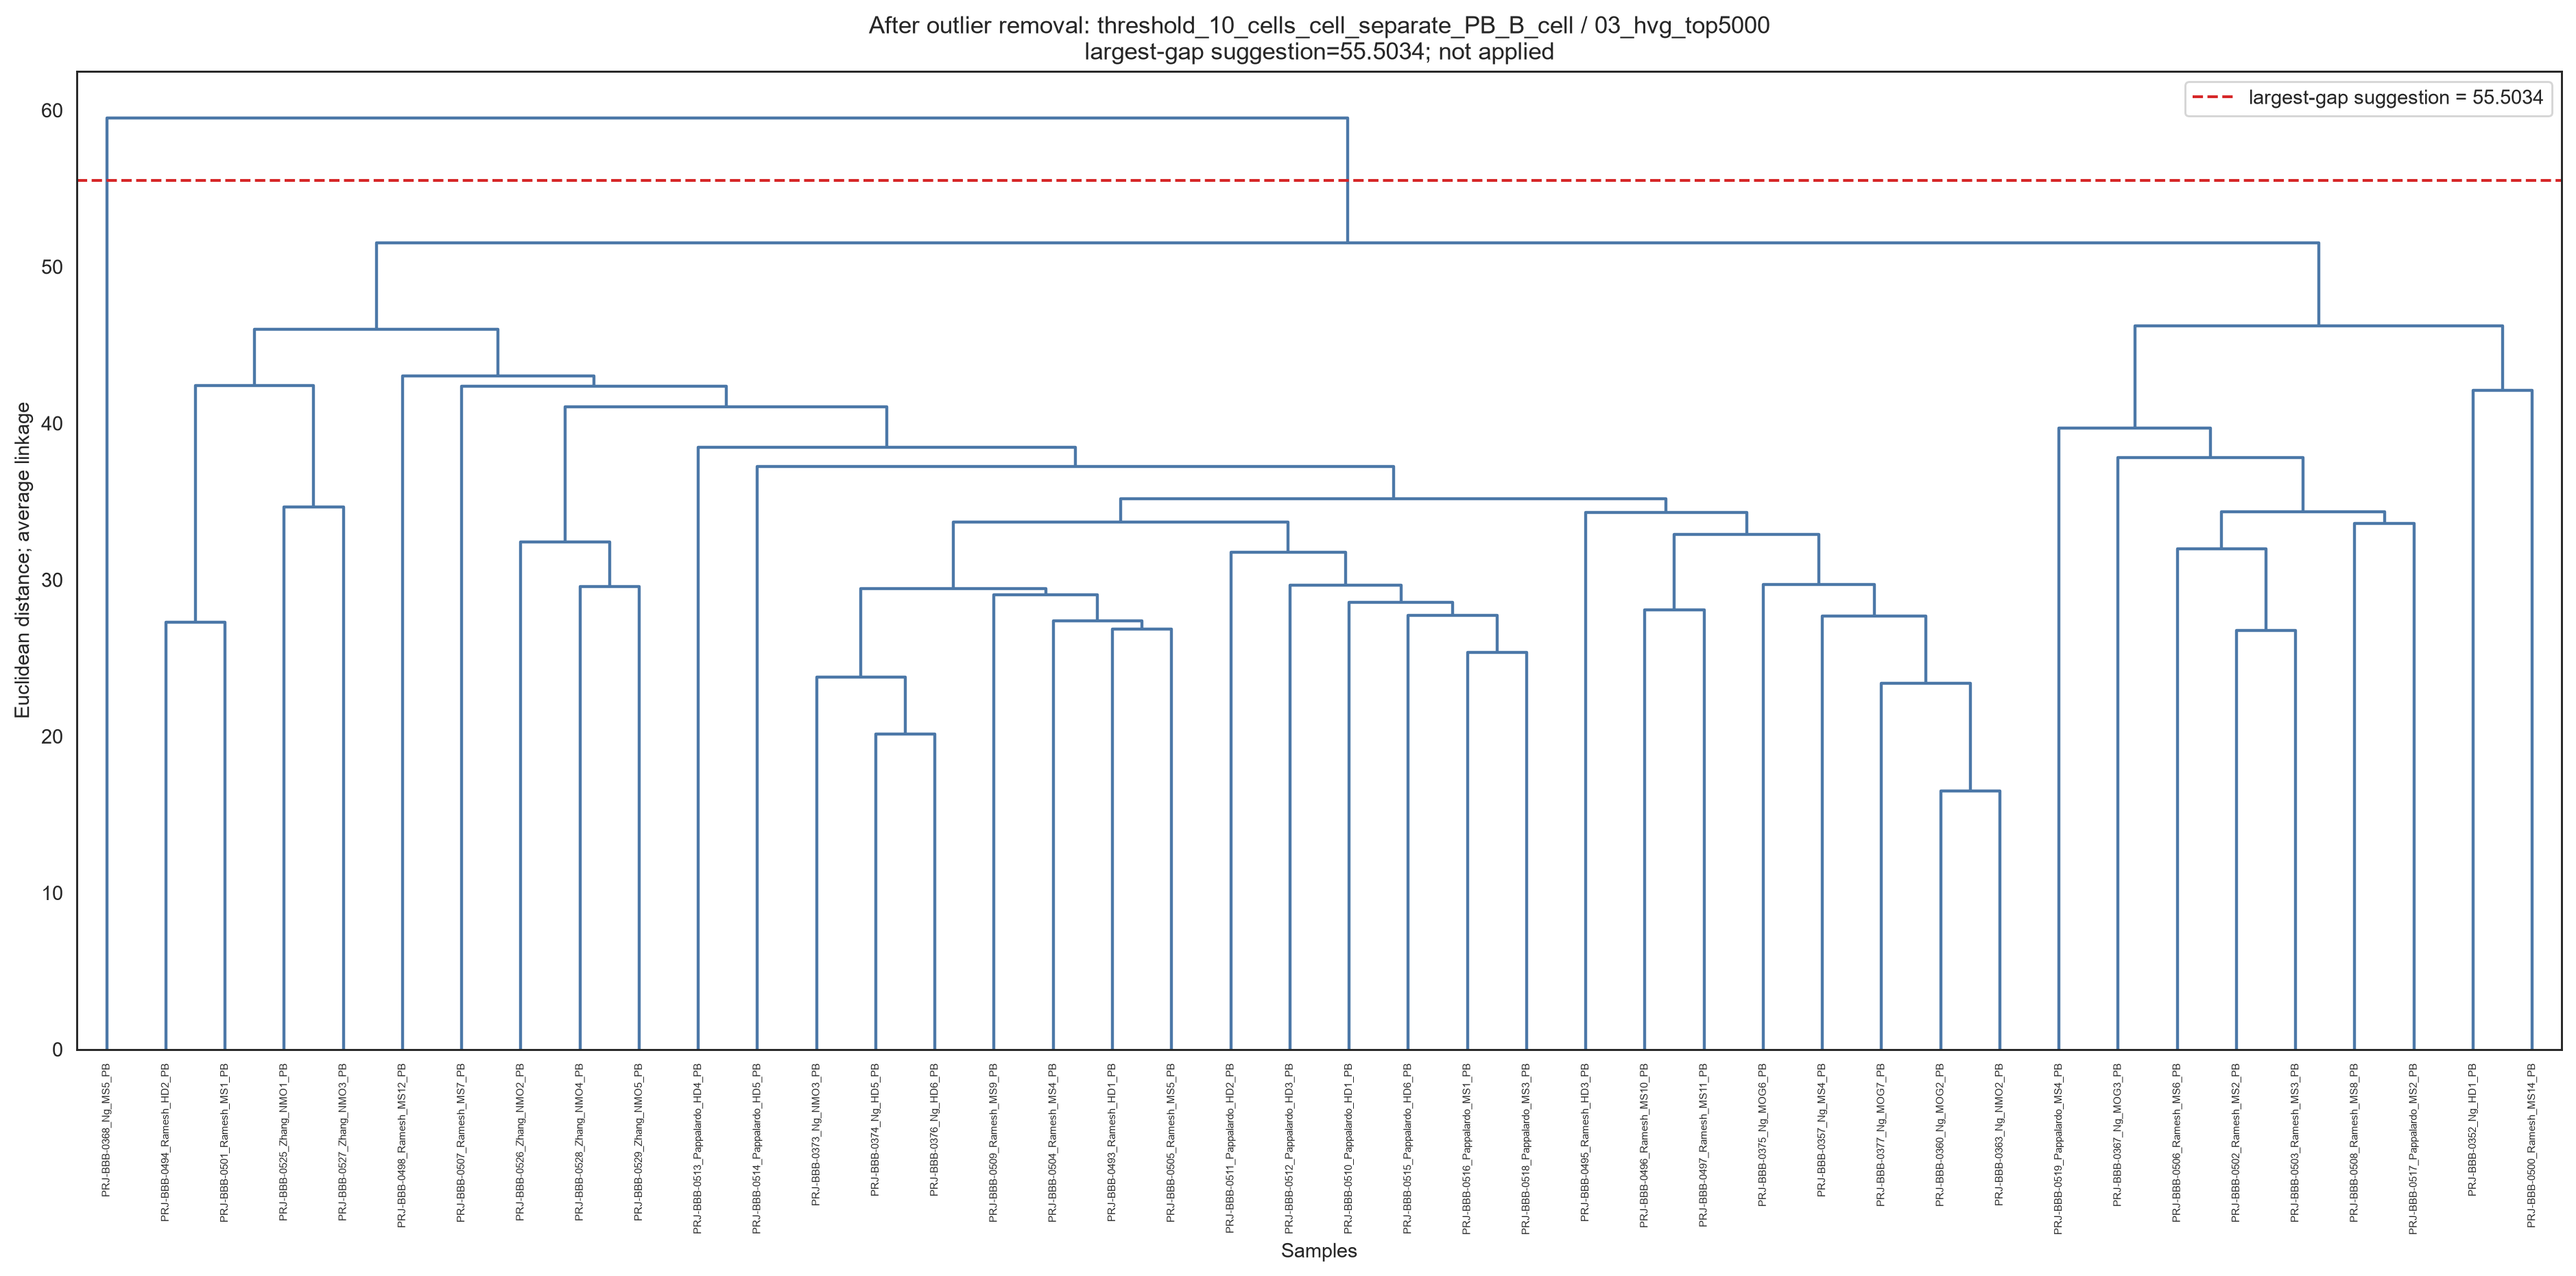 After outlier removal: threshold_10_cells_cell_separate_PB_B_cell / 03_hvg_top5000
largest-gap suggestion=55.5034; not applied
largest-gap suggestion = 55.5034
60
50
40
30
20
10
0
Euclidean distance; average linkage
PRJ-BBB-0368_Ng_MS5_PB
PRJ-BBB-0494_Ramesh_HD2_PB
PRJ-BBB-0501_Ramesh_MS1_PB
PRJ-BBB-0525_Zhang_NMO1_PB
PRJ-BBB-0527_Zhang_NMO3_PB
PRJ-BBB-0498_Ramesh_MS12_PB
PRJ-BBB-0507_Ramesh_MS7_PB
PRJ-BBB-0526_Zhang_NMO2_PB
PRJ-BBB-0528_Zhang_NMO4_PB
PRJ-BBB-0529_Zhang_NMO5_PB
PRJ-BBB-0513_Pappalardo_HD4_PB
PRJ-BBB-0514_Pappalardo_HD5_PB
PRJ-BBB-0373_Ng_NMO3_PB
PRJ-BBB-0374_Ng_HD5_PB
PRJ-BBB-0376_Ng_HD6_PB
PRJ-BBB-0509_Ramesh_MS9_PB
PRJ-BBB-0504_Ramesh_MS4_PB
PRJ-BBB-0493_Ramesh_HD1_PB
PRJ-BBB-0505_Ramesh_MS5_PB
PRJ-BBB-0511_Pappalardo_HD2_PB
PRJ-BBB-0512_Pappalardo_HD3_PB
PRJ-BBB-0510_Pappalardo_HD1_PB
PRJ-BBB-0515_Pappalardo_HD6_PB
PRJ-BBB-0516_Pappalardo_MS1_PB
PRJ-BBB-0518_Pappalardo_MS3_PB
PRJ-BBB-0495_Ramesh_HD3_PB
PRJ-BBB-0496_Ramesh_MS10_PB
PRJ-BBB-0497_Ramesh_MS11_PB
PRJ-BBB-0375_Ng_MOG6_PB
PRJ-BBB-0357_Ng_MS4_PB
PRJ-BBB-0377_Ng_MOG7_PB
PRJ-BBB-0360_Ng_MOG2_PB
PRJ-BBB-0363_Ng_NMO2_PB
PRJ-BBB-0519_Pappalardo_MS4_PB
PRJ-BBB-0367_Ng_MOG3_PB
PRJ-BBB-0506_Ramesh_MS6_PB
PRJ-BBB-0502_Ramesh_MS2_PB
PRJ-BBB-0503_Ramesh_MS3_PB
PRJ-BBB-0508_Ramesh_MS8_PB
PRJ-BBB-0517_Pappalardo_MS2_PB
PRJ-BBB-0352_Ng_HD1_PB
PRJ-BBB-0500_Ramesh_MS14_PB
Samples